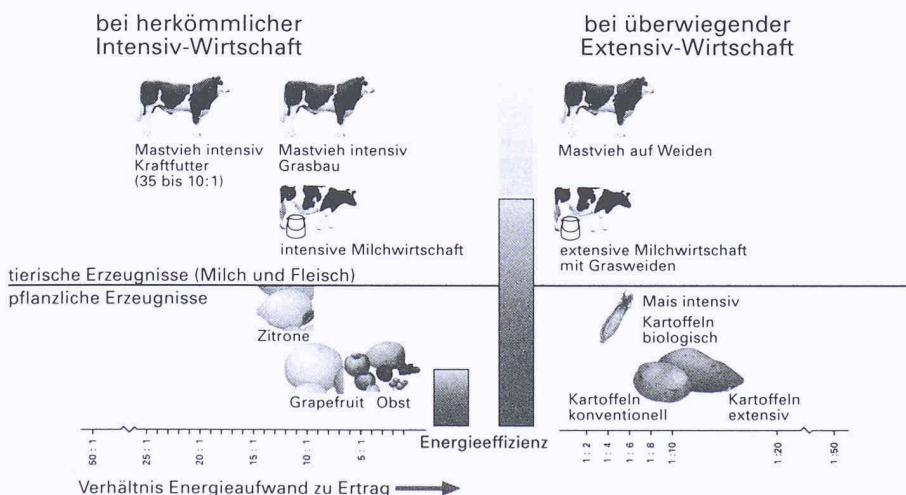 bei herkömmlicher
Intensiv-Wirtschaft
bei überwiegender
Extensiv-Wirtschaft
Mastvieh intensiv
Kraftfutter
(35 bis 10:1)
Mastvieh intensiv
Grasbau
Mastvieh auf Weiden
intensive Milchwirtschaft
extensive Milchwirtschaft
mit Grasweiden
tierische Erzeugnisse (Milch und Fleisch)
pflanzliche Erzeugnisse
Zitrone
Mais intensiv
Kartoffeln
biologisch
Grapefruit
Obst
Kartoffeln
konventionell
Kartoffeln
extensiv
Energieeffizienz
50 : 1
25 : 1
20 : 1
15 : 1
10 : 1
5 : 1
1 : 2
1 : 4
1 : 6
1 : 8
1 : 10
1 : 20
1 : 50
Verhältnis Energieaufwand zu Ertrag